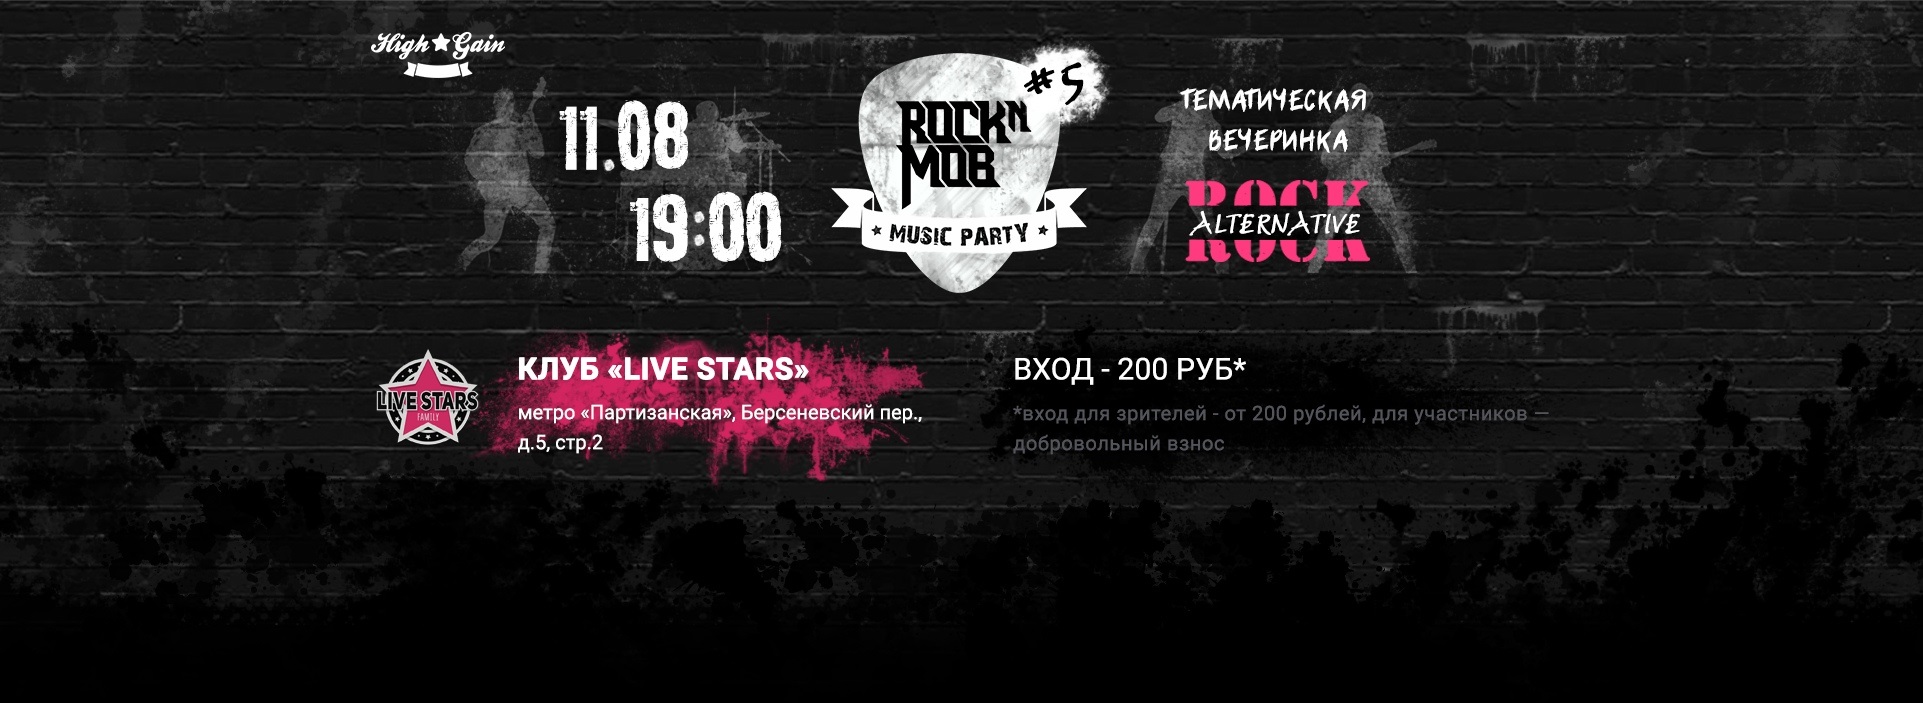 High Gain
11.08
19:00
#5
ROCK'N
MOB
MUSIC PARTY
ТЕМАТИЧЕСКАЯ
ВЕЧЕРИНКА
ROCK
ALTERNATIVE
LIVE STARS
FAMILY
КЛУБ «LIVE STARS»
метро «Партизанская», Берсеневский пер.,
д.5, стр.2
ВХОД - 200 РУБ*
*вход для зрителей - от 200 рублей, для участников —
добровольный взнос